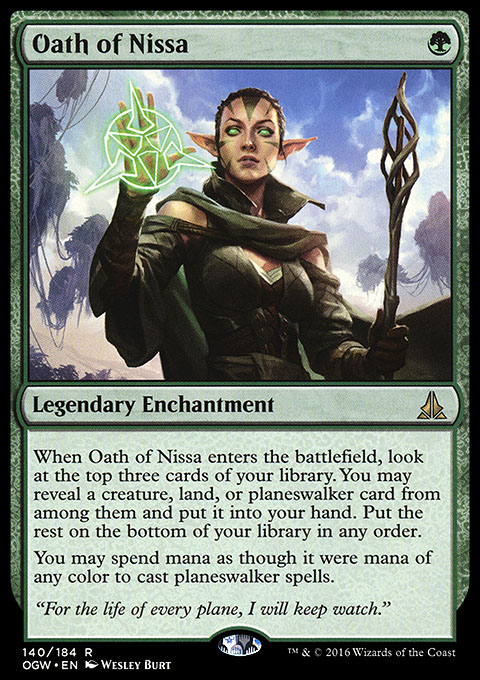 Oath of Nissa
Legendary Enchantment
When Oath of Nissa enters the battlefield, look
at the top three cards of your library. You may
reveal a creature, land, or planeswalker card from
among them and put it into your hand. Put the
rest on the bottom of your library in any order.
You may spend mana as though it were mana of
any color to cast planeswalker spells.
“For the life of every plane, I will keep watch.”
140/184 R
OGW • EN Wesley Burt
™ & © 2016 Wizards of the Coast